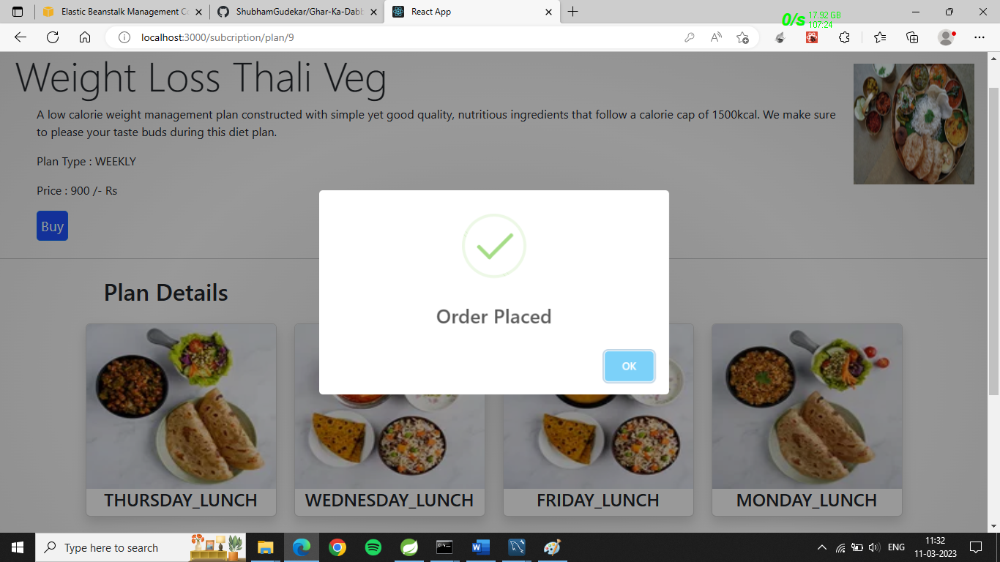 Elastic Beanstalk Management Co
ShubhamGudekar/Ghar-Ka-Dabb
React App
0/s
17.92 GB
107:24
localhost:3000/subcription/plan/9
Weight Loss Thali Veg
A low calorie weight management plan constructed with simple yet good quality, nutritious ingredients that follow a calorie cap of 1500kcal. We make sure
to please your taste buds during this diet plan.
Plan Type : WEEKLY
Price : 900 /- Rs
Buy
Order Placed
OK
Plan Details
THURSDAY_LUNCH
WEDNESDAY_LUNCH
FRIDAY_LUNCH
MONDAY_LUNCH
Type here to search
ENG
11:32
11-03-2023